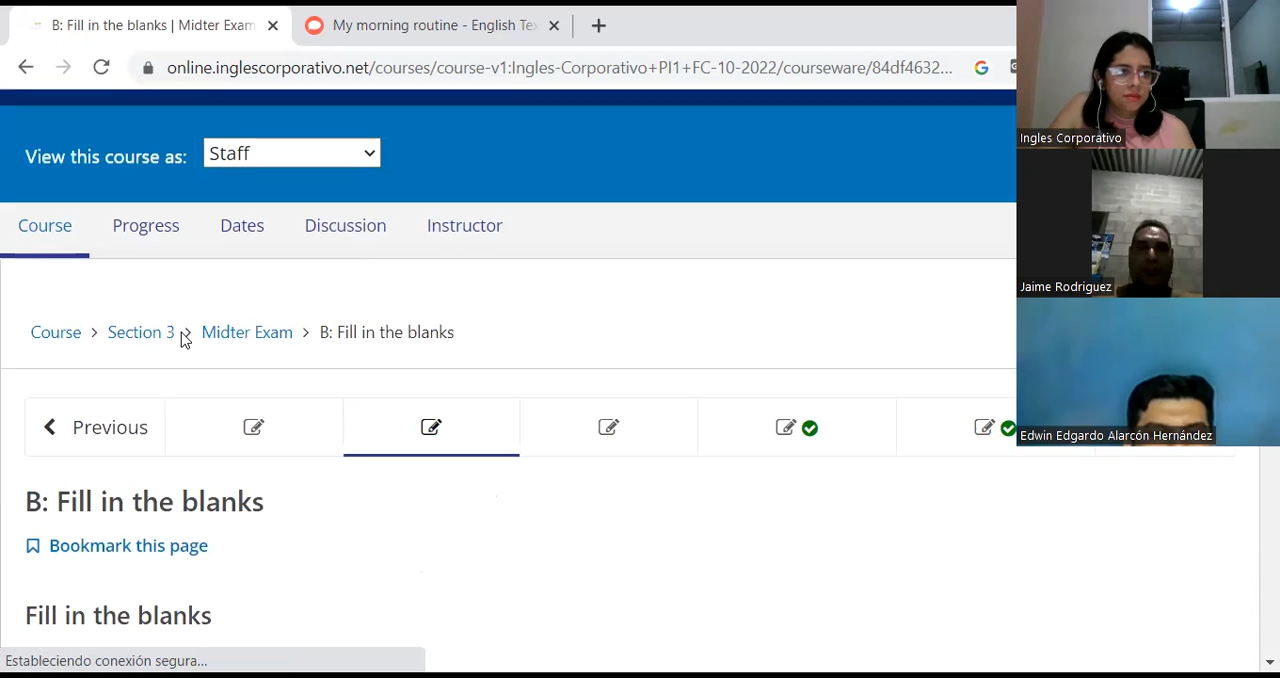 B: Fill in the blanks | Midter Exam
My morning routine - English Tex
online.inglescorporativo.net/courses/course-v1:Ingles-Corporativo+PI1+FC-10-2022/courseware/84df4632...
View this course as: Staff
Course Progress Dates Discussion Instructor
Course > Section 3 > Midter Exam > B: Fill in the blanks
Previous
B: Fill in the blanks
Bookmark this page
Fill in the blanks
Estableciendo conexión segura...
Ingles Corporativo
Jaime Rodriguez
Edwin Edgardo Alarcón Hernández